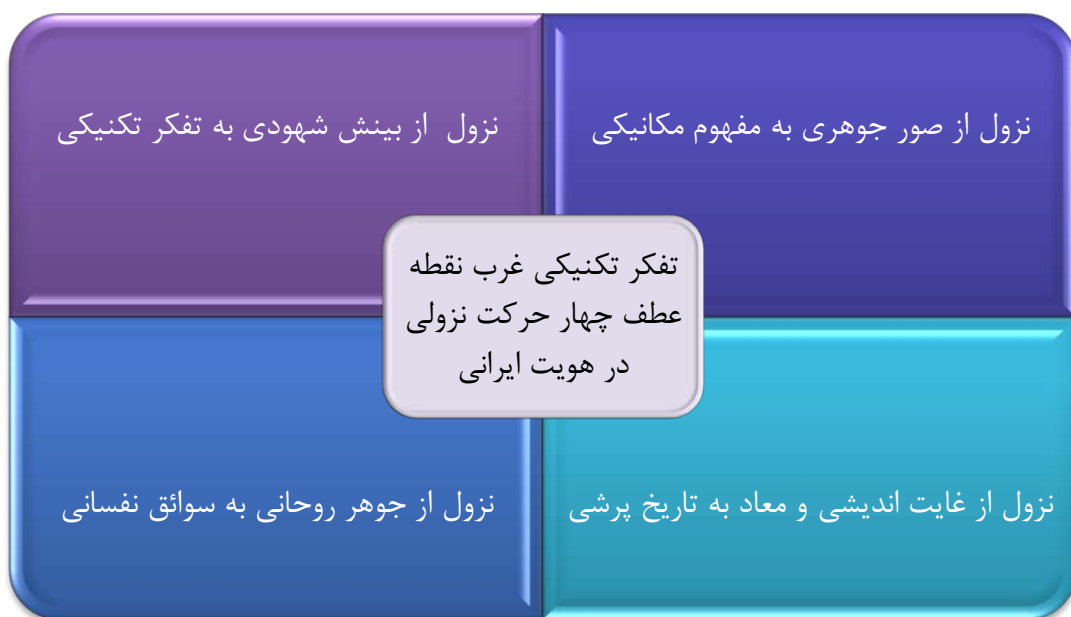 نزول از صور جوهری به مفهوم مکانیکی
نزول از بینش شهودی به تفکر تکنیکی
تفکر تکنیکی غرب نقطه
عطف چهار حرکت نزولی
در هویت ایرانی
نزول از غایت اندیشی و معاد به تاریخ پرشی
نزول از جوهر روحانی به سوائق نفسانی